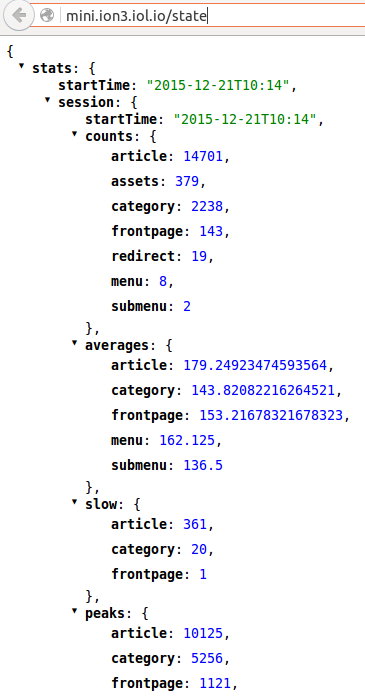 mini.ion3.iol.io/state
{
stats: {
startTime: "2015-12-21T10:14",
session: {
startTime: "2015-12-21T10:14",
counts: {
article: 14701,
assets: 379,
category: 2238,
frontpage: 143,
redirect: 19,
menu: 8,
submenu: 2
},
averages: {
article: 179.24923474593564,
category: 143.82082216264521,
frontpage: 153.21678321678323,
menu: 162.125,
submenu: 136.5
},
slow: {
article: 361,
category: 20,
frontpage: 1
},
peaks: {
article: 10125,
category: 5256,
frontpage: 1121,